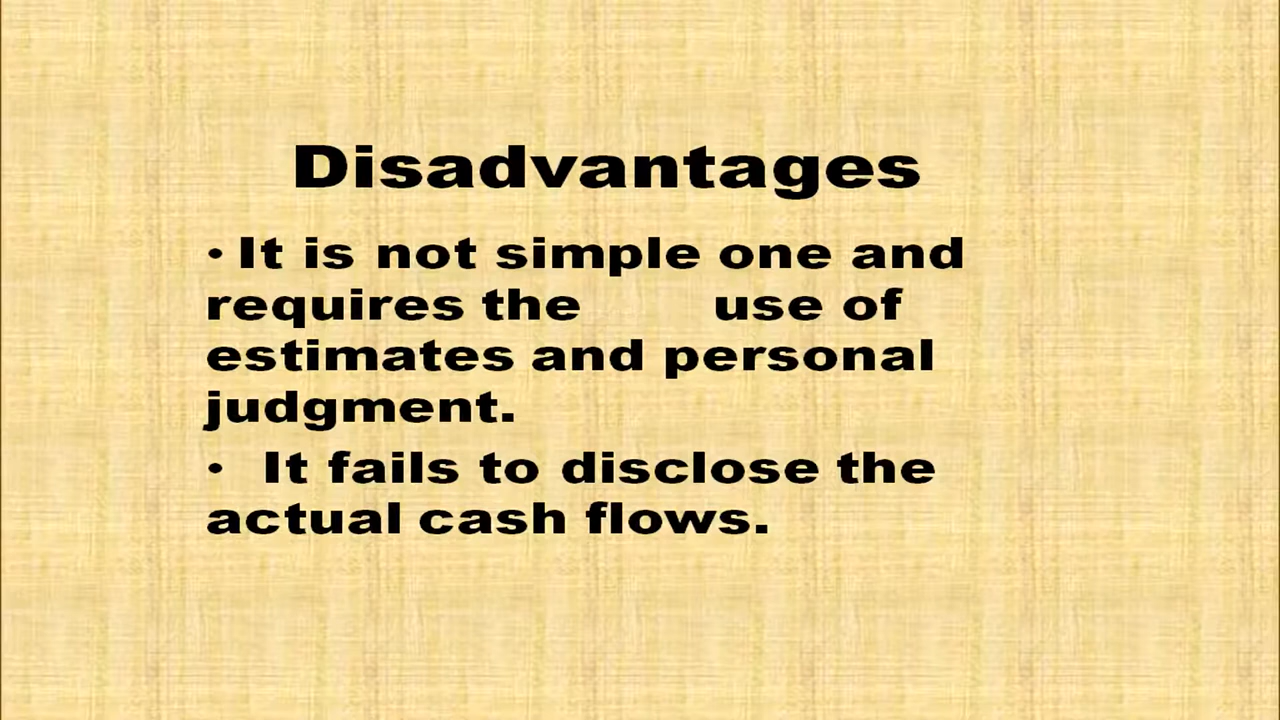 Disadvantages
• It is not simple one and
requires the use of
estimates and personal
judgment.
• It fails to disclose the
actual cash flows.